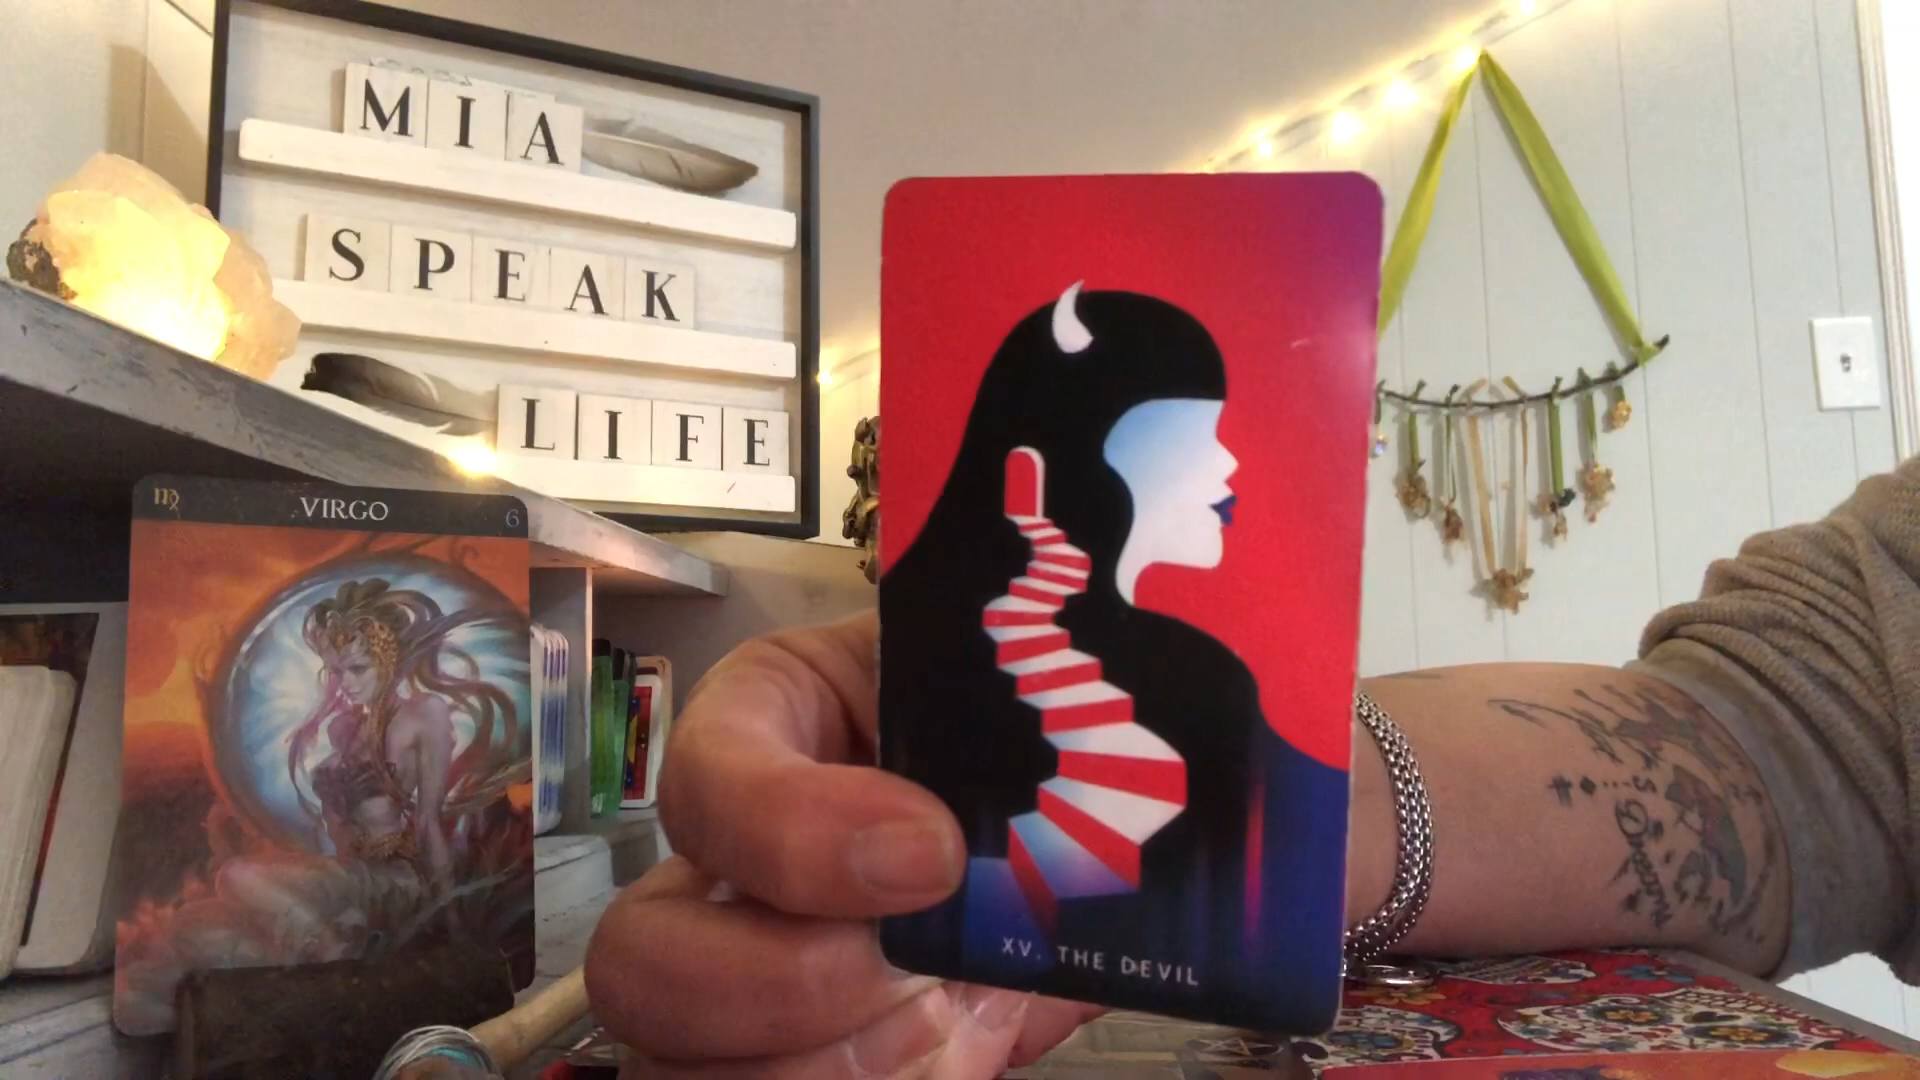 MIA
SPEAK
LIFE
♍ VIRGO 6
XV. THE DEVIL